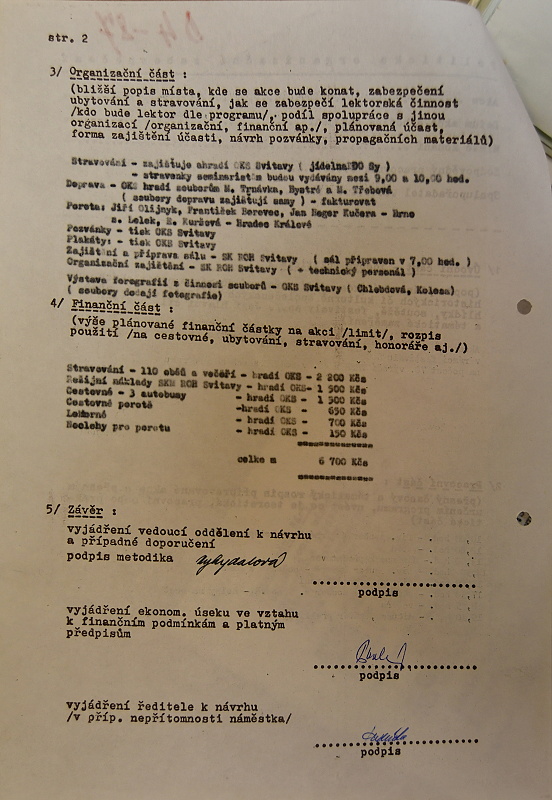 str. 2
3/ Organizační část :
(bližší popis místa, kde se akce bude konat, zabezpečení
ubytování a stravování, jak se zabezpečí lektorská činnost
/kdo bude lektor dle programu/, podíl spolupráce s jinou
organizací /organizační, finanční ap./, plánovaná účast,
forma zajištění účasti, návrh pozvánky, propagačních materiálů)
Stravování - zajišťuje a hradí OKS Svitavy ( jídelna Sy )
- stravenky seminaristům budou vydávány mezi 9,00 a 10,00 hod.
Doprava - OKS hradí souborům M. Trnávka, Bystré a M. Třebová
( soubory dopravu zajišťují samy ) - fakturovat
Porota: Jiří Olijnyk, František Derevec, Jan Kučera - Brno
s. Lelek, E. Kuržová - Hradec Králové
Pozvánky - tisk OKS Svitavy
Plakáty: - tisk OKS Svitavy
Zajištění a příprava sálu - SK ROH Svitavy ( sál připraven v 7,00 hod. )
Organizační zajištění - SK ROH Svitavy ( + technický personál )
Výstava forografií z činnosti souborů - OKS Svitavy ( Chlebdová, Kolesa)
( soubory dodají fotografie)
4/ Finanční část :
(výše plánované finanční částky na akci /limit/, rozpis
použití /na cestovné, ubytování, stravování, honoráře aj./)
Stravování - 110 obědů a večeří - hradí OKS - 2 200 Kčs
Režijní náklady SKM ROH Svitavy - hradí OKS- 1 500 Kčs
Cestovné - 3 autobusy - hradí OKS - 1 500 Kčs
Cestovné porotě -hradí OKS - 650 Kčs
- hradí OKS - 700 Kčs
Noclehy pro porotu - hradí OKS - 150 Kčs
celkem 6 700 Kčs
5/ Závěr :
vyjádření vedoucí oddělení k návrhu
a případné doporučení
podpis metodika
podpis
vyjádření ekonom. úseku ve vztahu
k finančním podmínkám a platným
předpisům
podpis
vyjádření ředitele k návrhu
/v příp. nepřítomnosti náměstka/
podpis